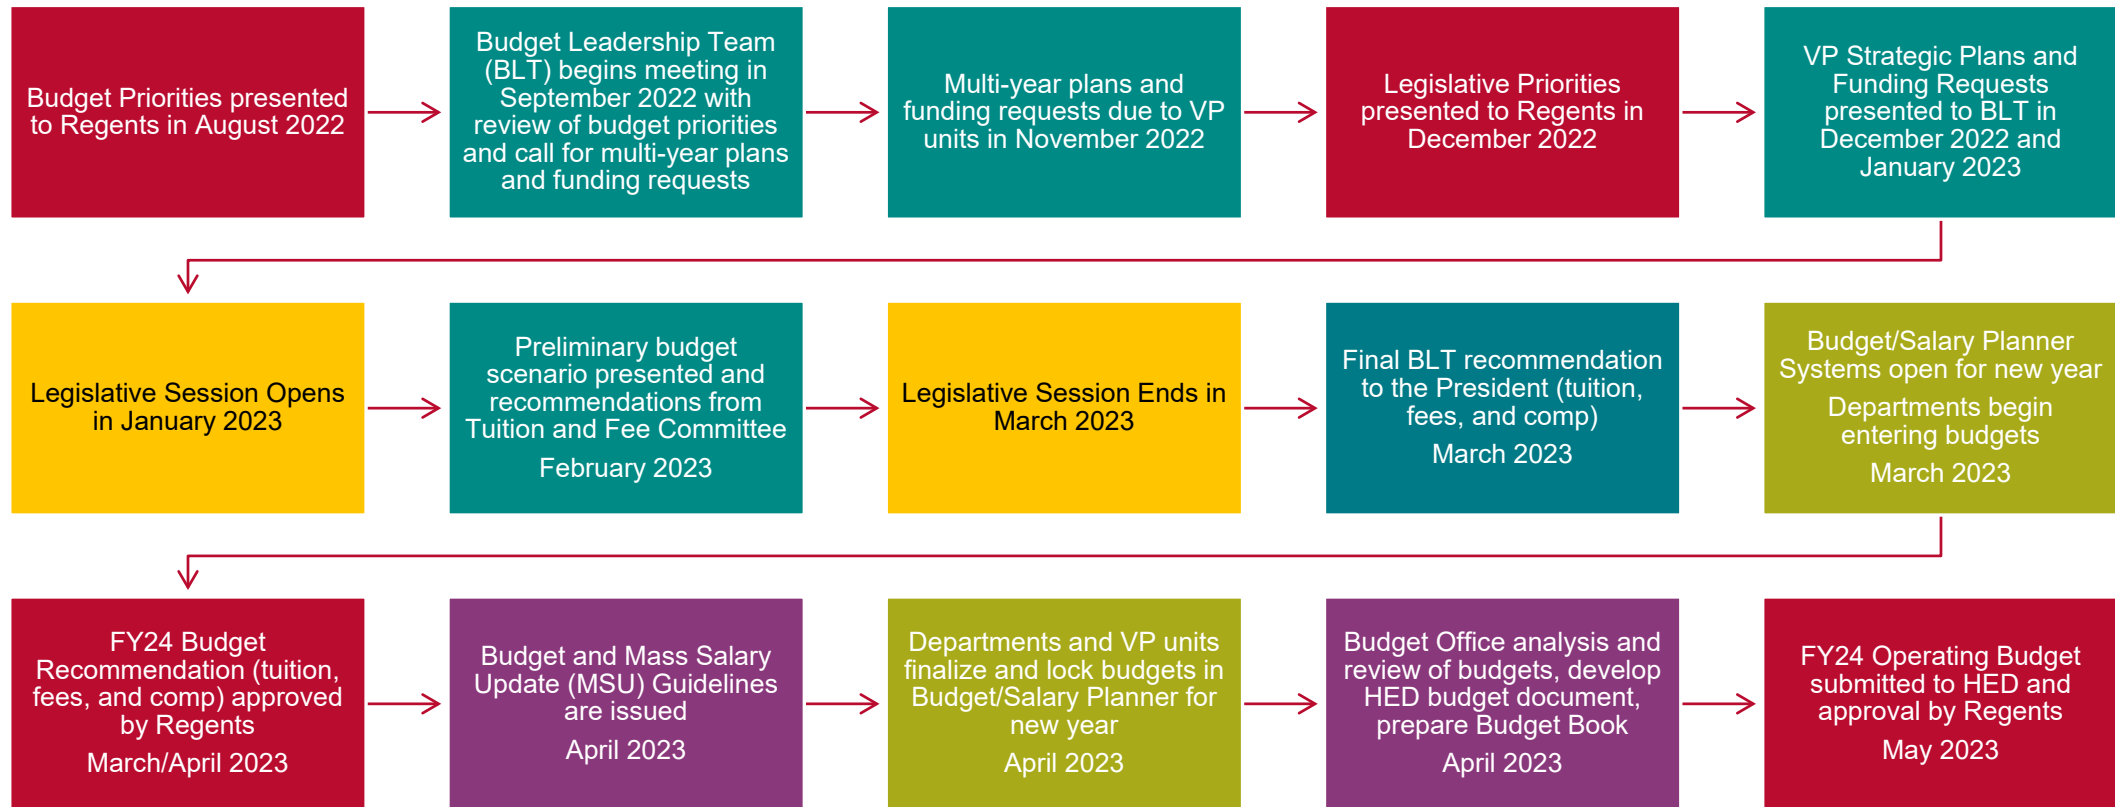 Budget Priorities presented
to Regents in August 2022
Budget Leadership Team
(BLT) begins meeting in
September 2022 with
review of budget priorities
and call for multi-year plans
and funding requests
Multi-year plans and
funding requests due to VP
units in November 2022
Legislative Priorities
presented to Regents in
December 2022
VP Strategic Plans and
Funding Requests
presented to BLT in
December 2022 and
January 2023
Legislative Session Opens
in January 2023
Preliminary budget
scenario presented and
recommendations from
Tuition and Fee Committee
February 2023
Legislative Session Ends in
March 2023
Final BLT recommendation
to the President (tuition,
fees, and comp)
March 2023
Budget/Salary Planner
Systems open for new year
Departments begin
entering budgets
March 2023
FY24 Budget
Recommendation (tuition,
fees, and comp) approved
by Regents
March/April 2023
Budget and Mass Salary
Update (MSU) Guidelines
are issued
April 2023
Departments and VP units
finalize and lock budgets in
Budget/Salary Planner for
new year
April 2023
Budget Office analysis and
review of budgets, develop
HED budget document,
prepare Budget Book
April 2023
FY24 Operating Budget
submitted to HED and
approval by Regents
May 2023